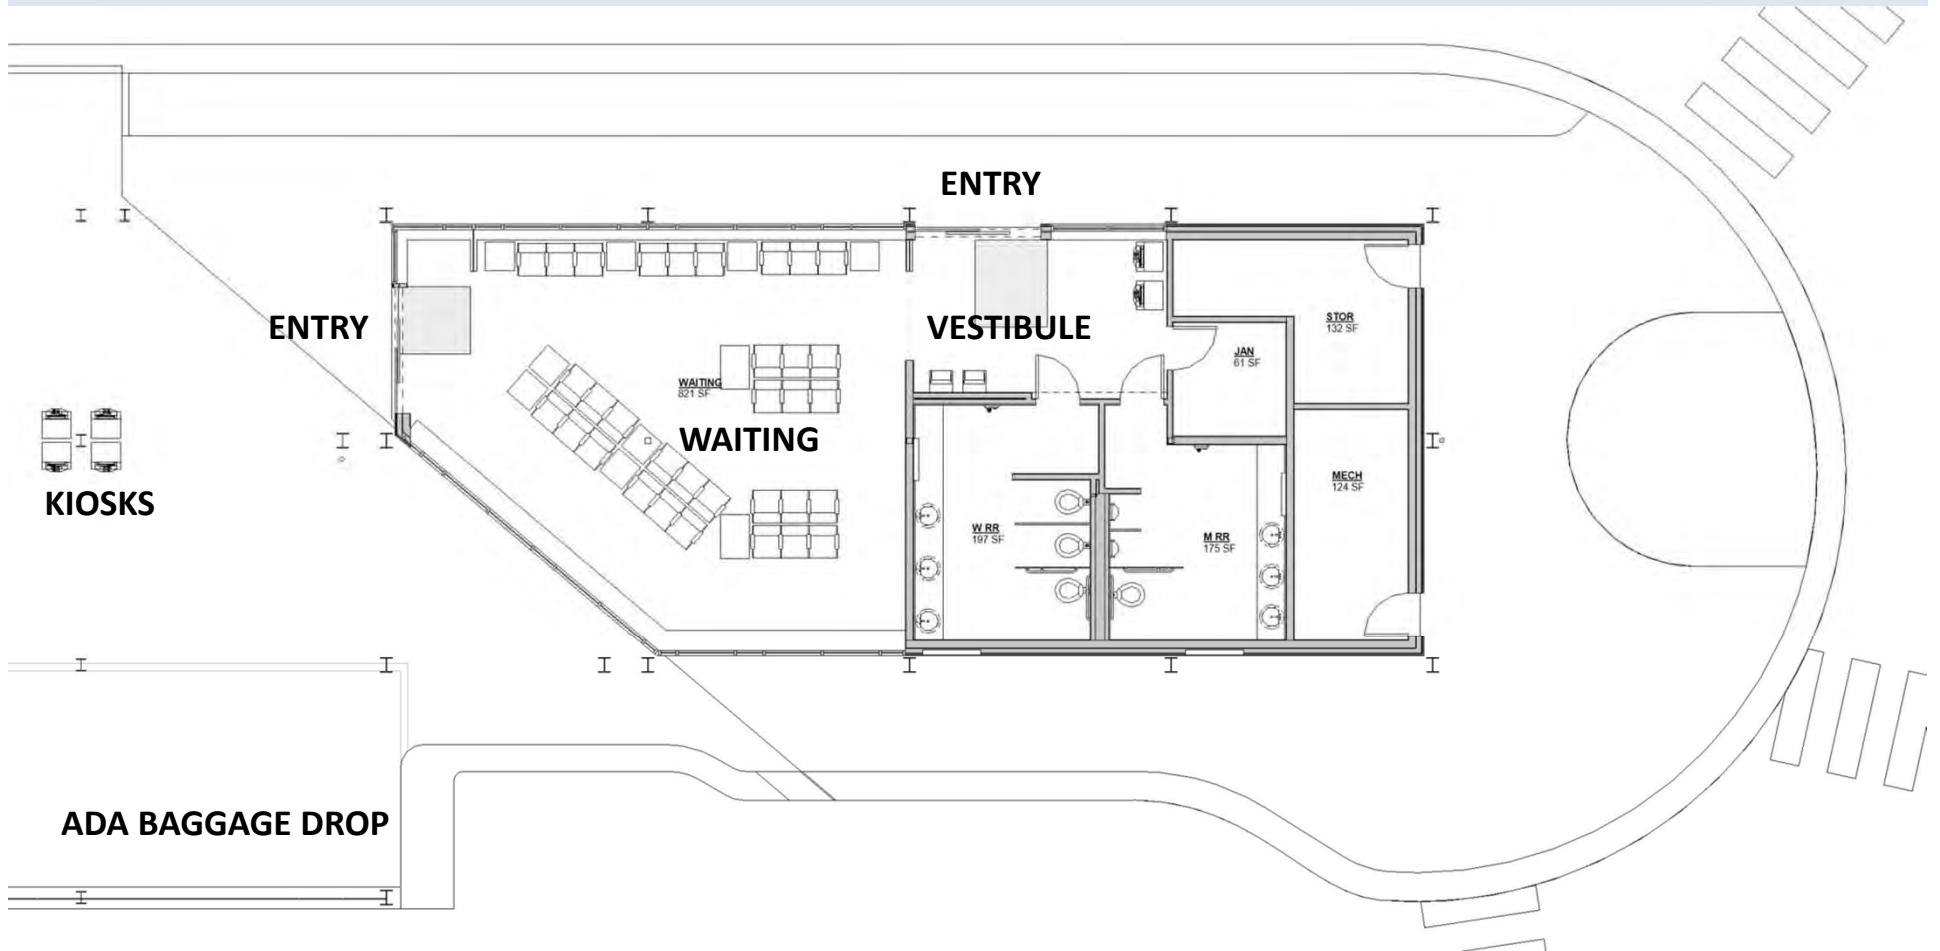 ENTRY
ENTRY
VESTIBULE
STOR
132 SF
JAN
61 SF
WAITING
821 SF
WAITING
KIOSKS
MECH
124 SF
W RR
197 SF
M RR
175 SF
ADA BAGGAGE DROP